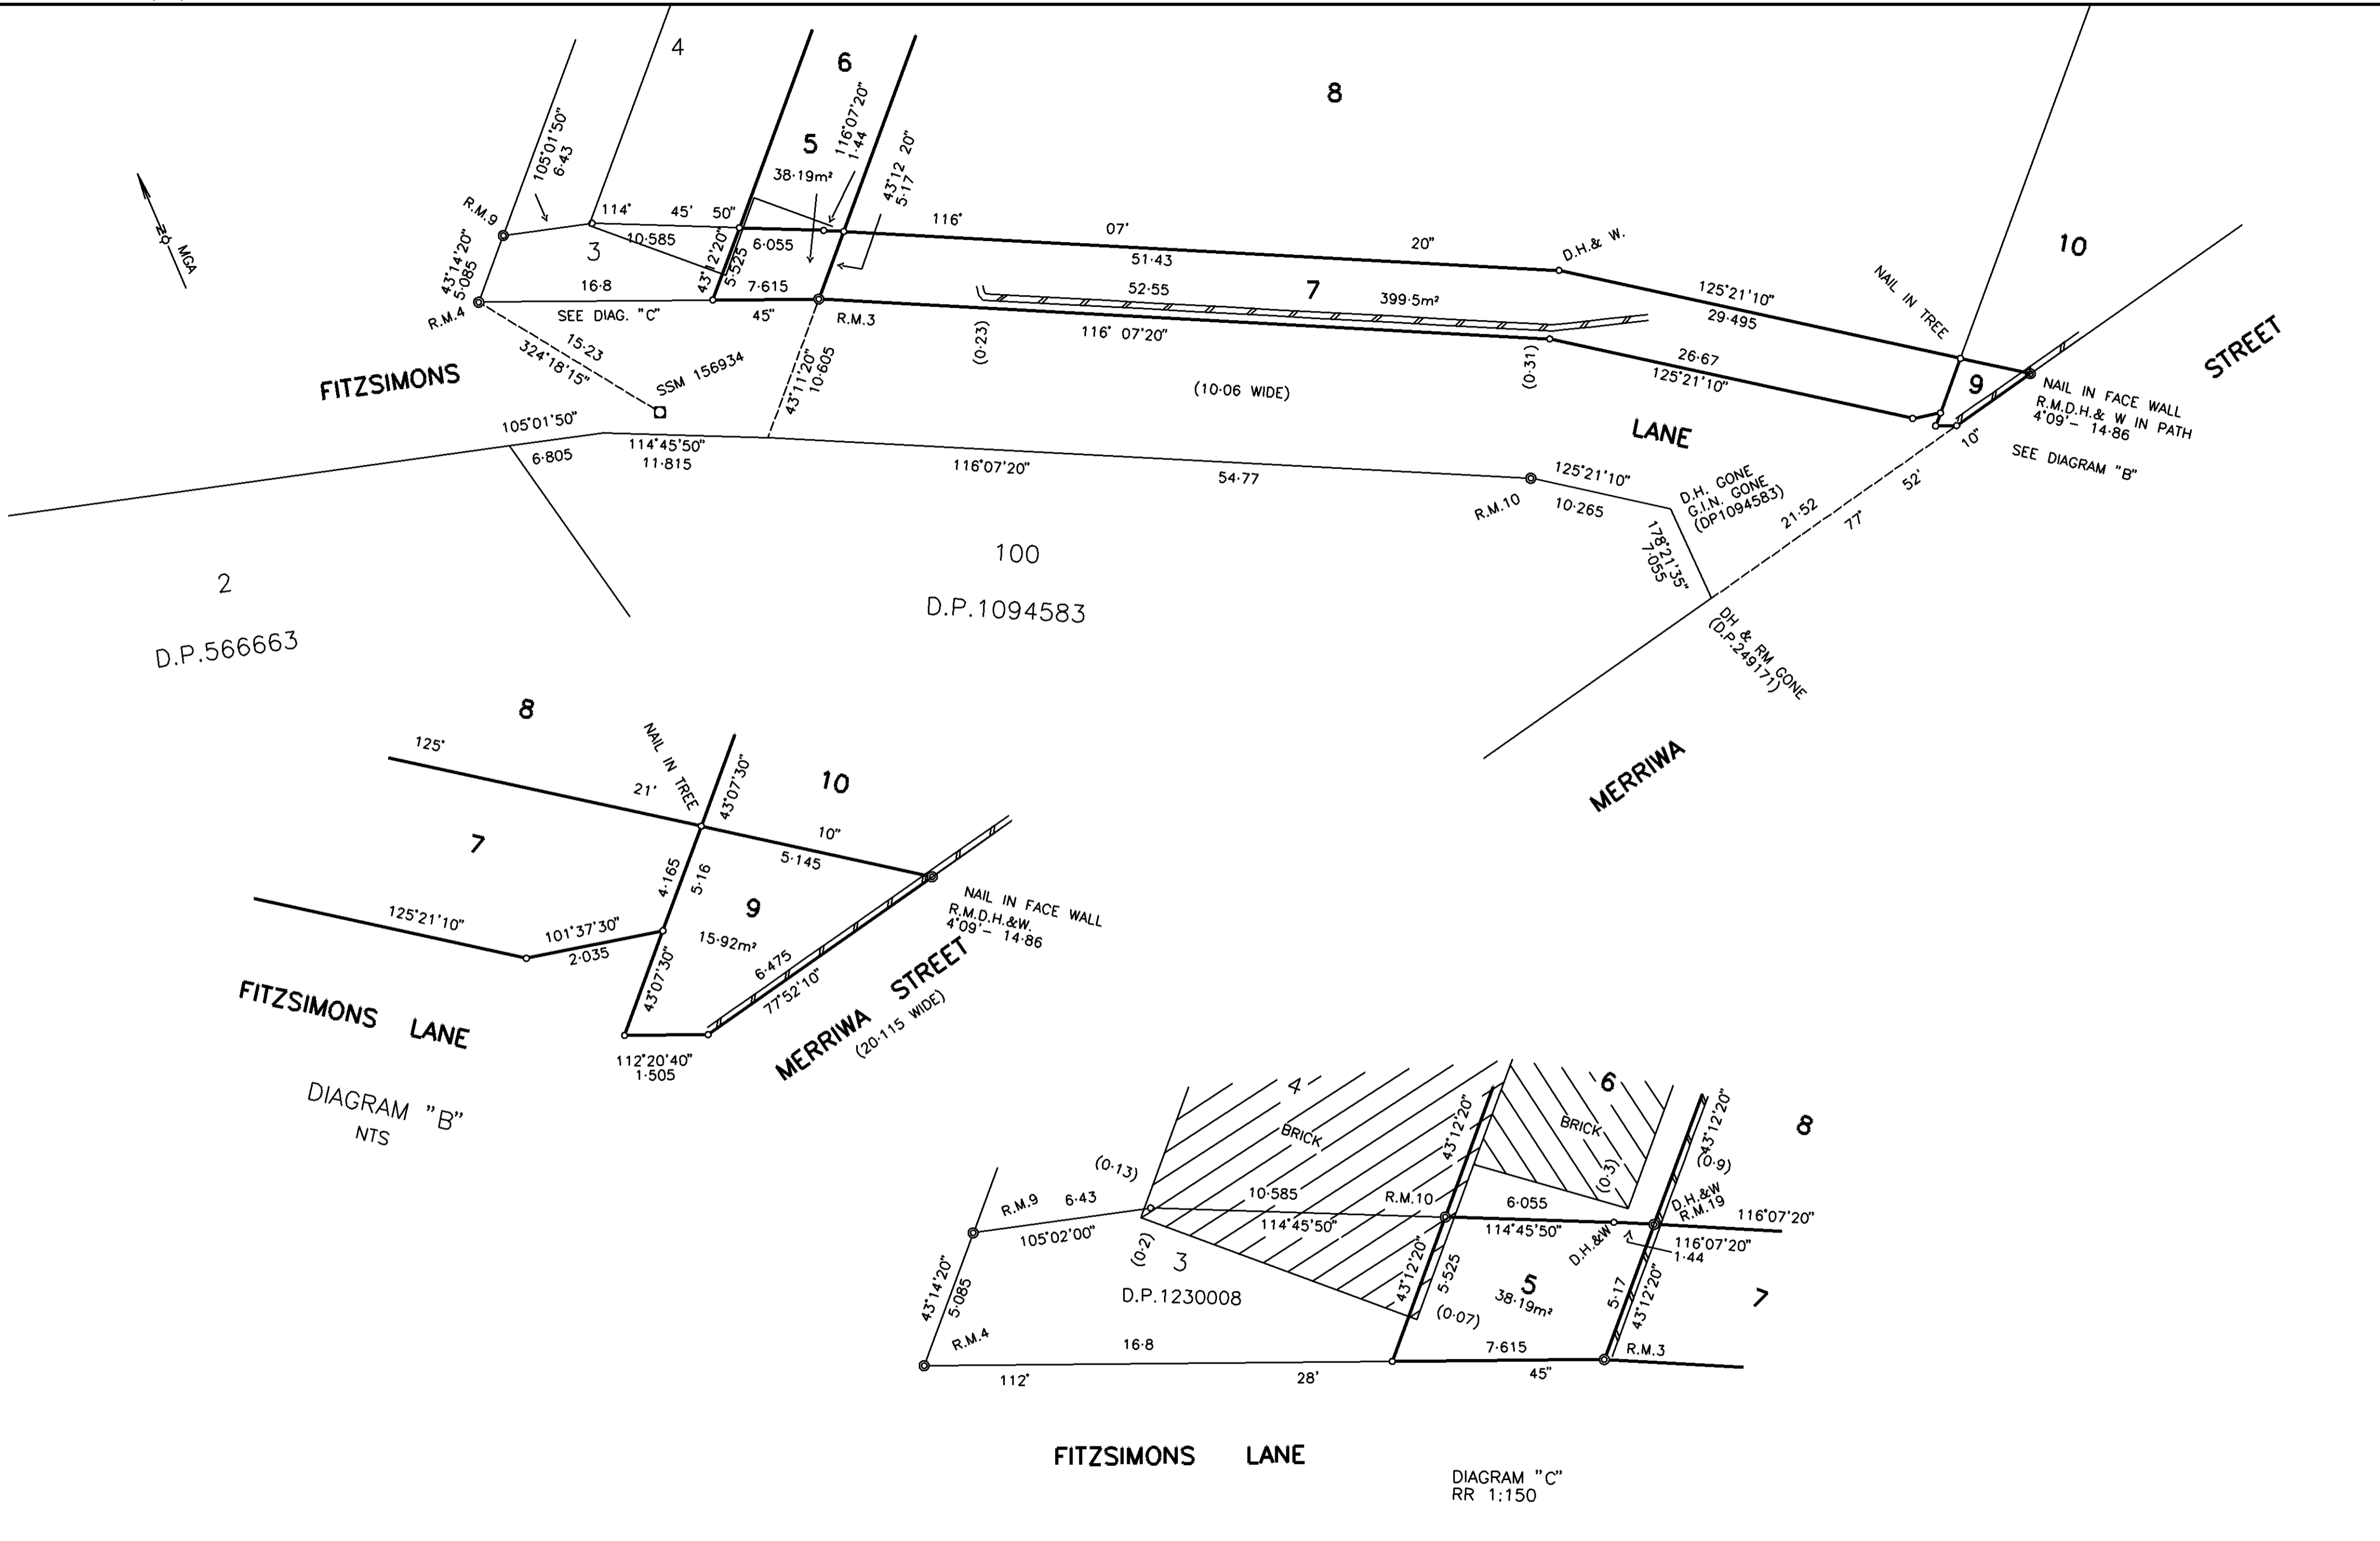 4
6
8
105°01'50"
6·43
5
38·19m²
116°07'20"
1·44
43°12 20"
5·17
R.M.9
114° 45' 50"
10·585
3
43°14'20"
5·085
43°12'20"
5·525
6·055
116° 07' 20"
51·43
D.H.& W.
10
NAIL IN TREE
MGA
N
16·8
7·615
R.M.4
SEE DIAG. "C"
45"
R.M.3
52·55
7
399·5m²
116° 07'20"
(0·23)
(0·31)
125°21'10"
29·495
26·67
125°21'10"
9
STREET
NAIL IN FACE WALL
R.M.D.H.& W IN PATH
4°09'– 14·86
SEE DIAGRAM "B"
15·23
324°18'15"
SSM 156934
43°11'20"
10·605
FITZSIMONS
(10·06 WIDE)
LANE
105°01'50"
6·805
114°45'50"
11·815
116°07'20"
54·77
R.M.10
125°21'10"
10·265
D.H. GONE
G.I.N. GONE
(DP1094583)
178°21'35"
7·055
21·52
77° 52' 10"
DH & RM GONE
(D.P.249171)
100
D.P.1094583
2
D.P.566663
MERRIWA
8
125° 21' 10"
NAIL IN TREE
43°07'30"
10
7
5·145
4·165
5·16
9
15·92m²
NAIL IN FACE WALL
R.M.D.H.&W.
4°09'– 14·86
125°21'10"
101°37'30"
2·035
43°07'30"
6·475
77°52'10"
MERRIWA STREET
(20·115 WIDE)
112°20'40"
1·505
FITZSIMONS LANE
DIAGRAM "B"
NTS
4
6
8
BRICK
BRICK
43°12'20"
43°12'20"
(0·9)
(0·13)
(0·3)
R.M.9
6·43
10·585
R.M.10
6·055
D.H.&W
R.M.19
116°07'20"
105°02'00"
114°45'50"
114°45'50"
D.H.&W
116°07'20"
1·44
(0·2)
3
D.P.1230008
43°14'20"
5·085
43°12'20"
5·525
(0·07)
5
38·19m²
5·17
43°12'20"
7
R.M.4
16·8
7·615
R.M.3
112° 28' 45"
FITZSIMONS LANE
DIAGRAM "C"
RR 1:150